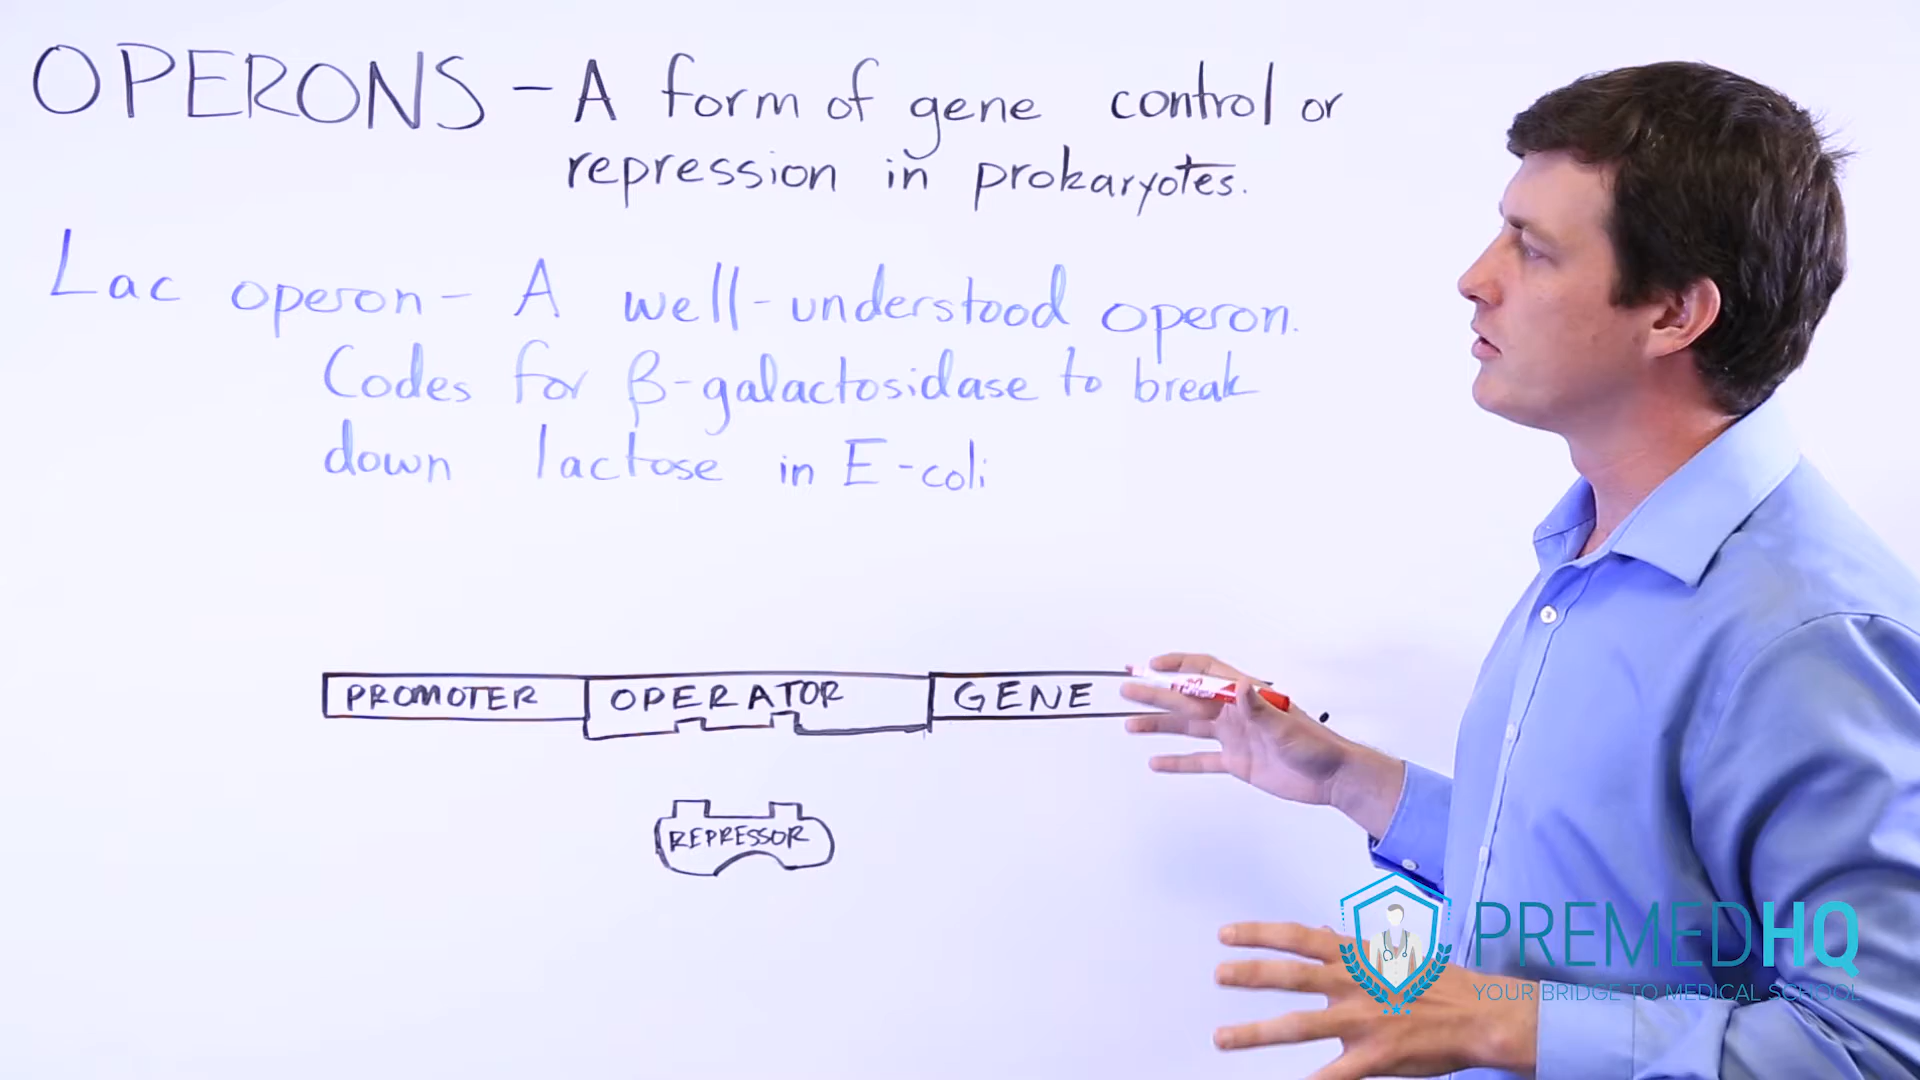 OPERONS - A form of gene control or
repression in prokaryotes.
Lac operon - A well-understood operon.
Codes for β-galactosidase to break
down lactose in E-coli
PROMOTER OPERATOR GENE
REPRESSOR
PREMEDHQ
YOUR BRIDGE TO MEDICAL SCHOOL